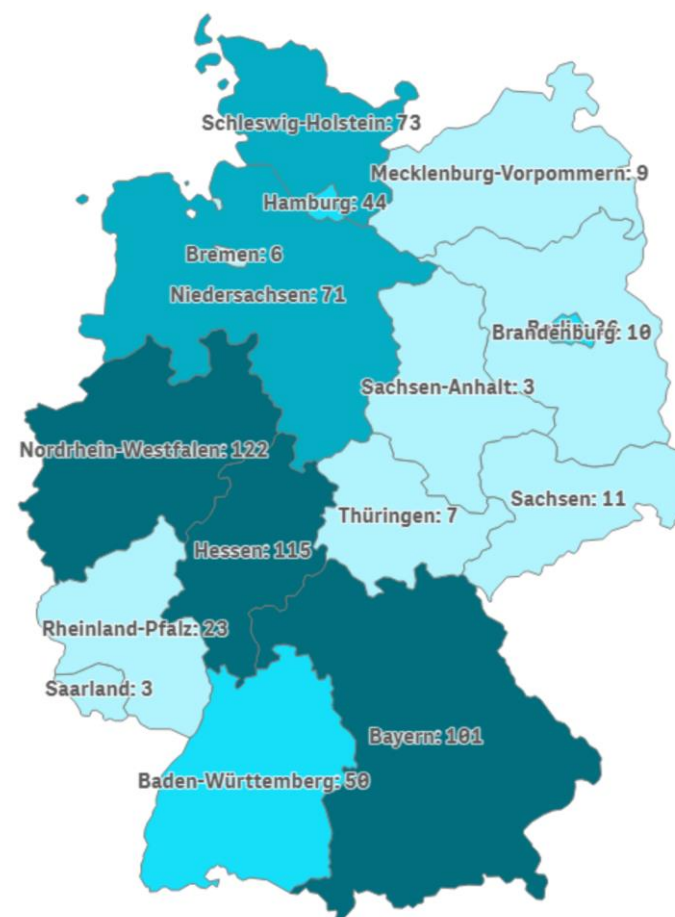 Schleswig-Holstein: 73
Mecklenburg-Vorpommern: 9
Hamburg: 44
Bremen: 6
Niedersachsen: 71
Brandenburg: 10
Sachsen-Anhalt: 3
Nordrhein-Westfalen: 122
Sachsen: 11
Thüringen: 7
Hessen: 115
Rheinland-Pfalz: 23
Saarland: 3
Bayern: 101
Baden-Württemberg: 50